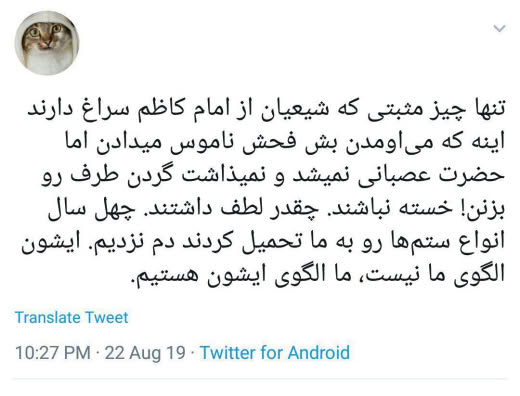 تنها چیز مثبتی که شیعیان از امام کاظم سراغ دارند
اینه که می‌اومدن بش فحش ناموس میدادن اما
حضرت عصبانی نمیشد و نمیذاشت گردن طرف رو
بزنن! خسته نباشند. چقدر لطف داشتند. چهل سال
انواع ستم‌ها رو به ما تحمیل کردند دم نزدیم. ایشون
الگوی ما نیست، ما الگوی ایشون هستیم.
Translate Tweet
10:27 PM · 22 Aug 19 · Twitter for Android